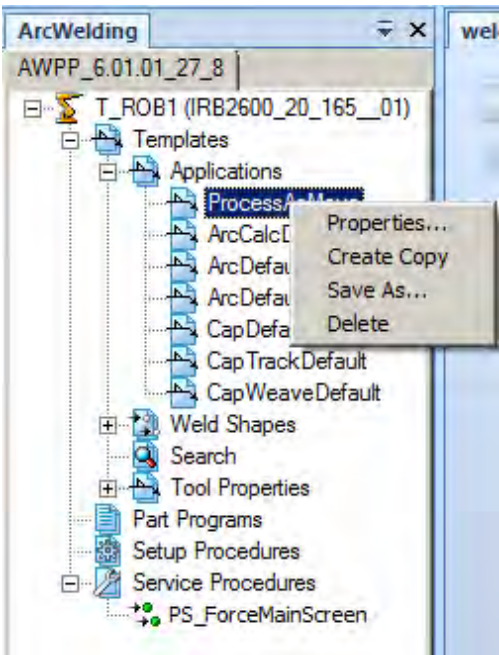 ArcWelding
wel
AWPP_6.01.01_27_8
T_ROB1 (IRB2600_20_165__01)
Templates
Applications
Properties...
Create Copy
Save As...
Delete
CapTrackDefault
CapWeaveDefault
Weld Shapes
Search
Tool Properties
Part Programs
Setup Procedures
Service Procedures
PS_ForceMainScreen